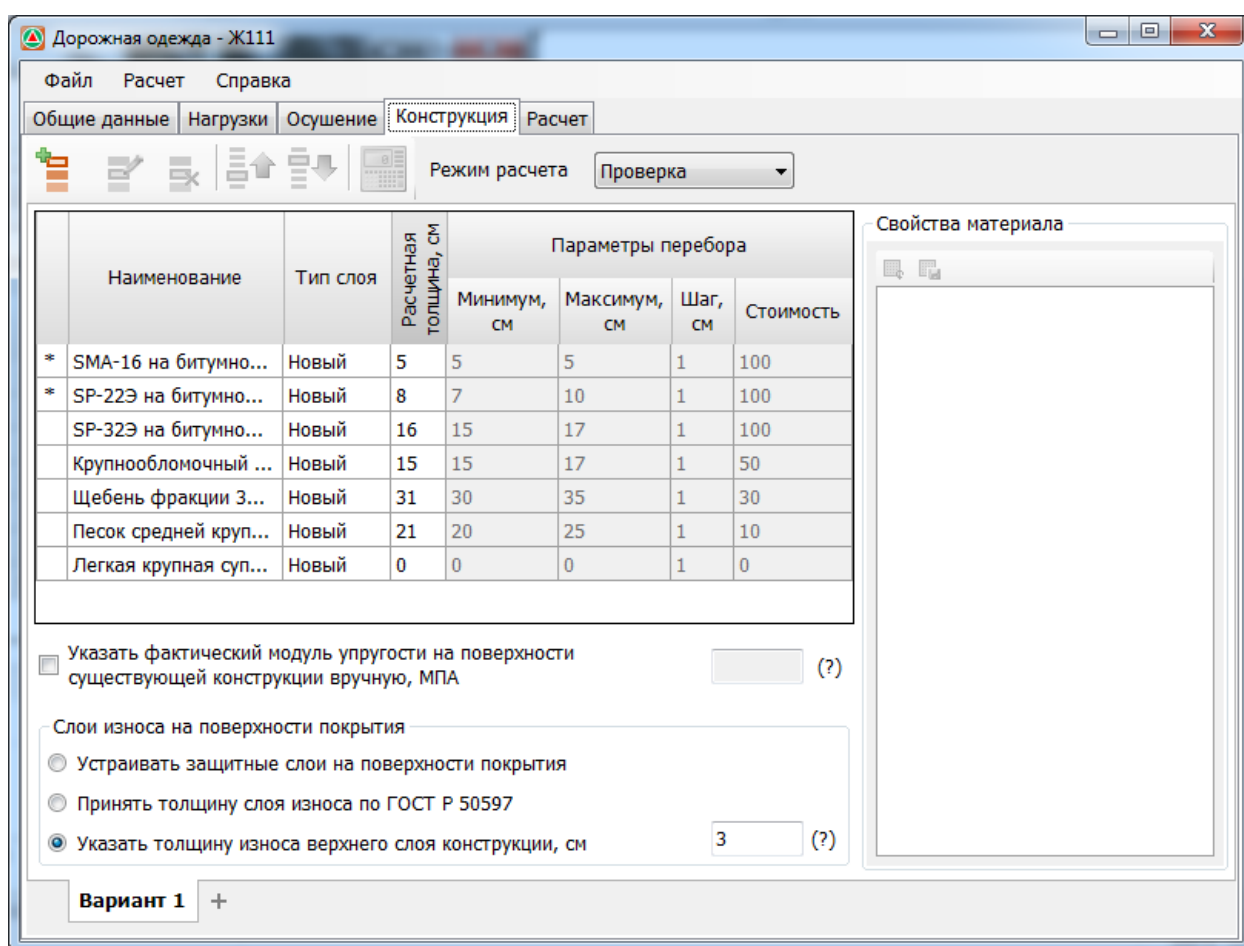 Дорожная одежда - Ж111
Файл Расчет Справка
Общие данные Нагрузки Осушение Конструкция Расчет
Режим расчета Проверка
Наименование Тип слоя Расчетная толщина, см Параметры перебора
Минимум, см Максимум, см Шаг, см Стоимость
* SMA-16 на битумно... Новый 5 5 5 1 100
* SP-22Э на битумно... Новый 8 7 10 1 100
SP-32Э на битумно... Новый 16 15 17 1 100
Крупнообломочный ... Новый 15 15 17 1 50
Щебень фракции 3... Новый 31 30 35 1 30
Песок средней круп... Новый 21 20 25 1 10
Легкая крупная суп... Новый 0 0 0 1 0
Свойства материала
Указать фактический модуль упругости на поверхности
существующей конструкции вручную, МПА (?)
Слои износа на поверхности покрытия
Устраивать защитные слои на поверхности покрытия
Принять толщину слоя износа по ГОСТ Р 50597
Указать толщину износа верхнего слоя конструкции, см 3 (?)
Вариант 1 +